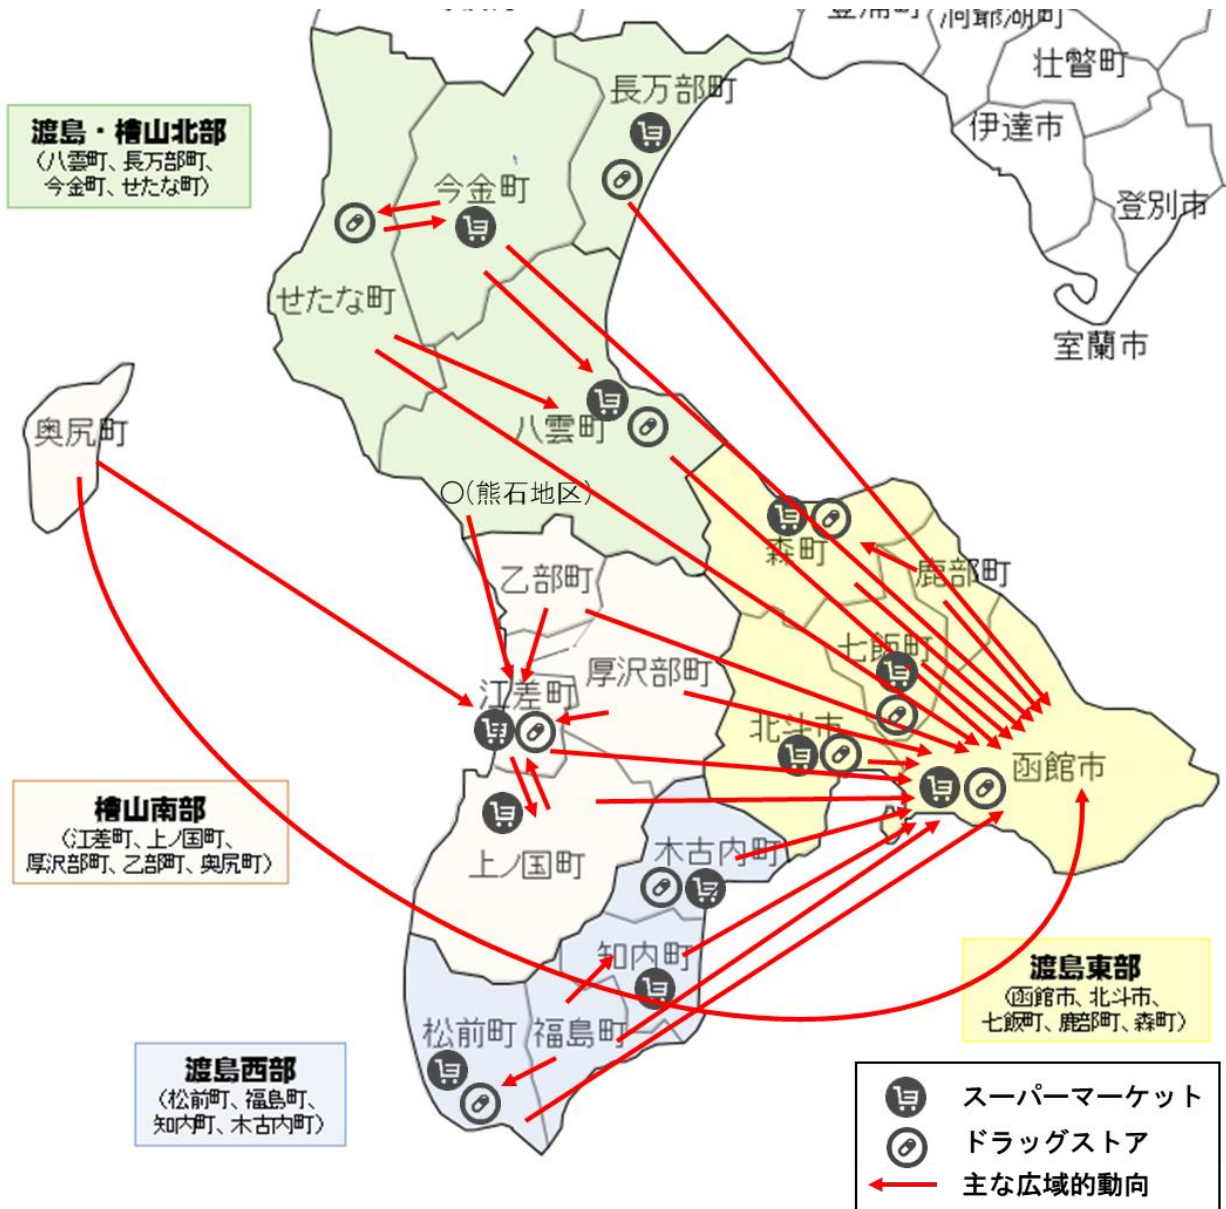 洞爺湖町
壮瞥町
長万部町
伊達市
渡島・檜山北部
(八雲町、長万部町、
今金町、せたな町)
今金町
登別市
せたな町
室蘭市
奥尻町
八雲町
〇(熊石地区)
森町
鹿部町
乙部町
七飯町
厚沢部町
江差町
北斗市
函館市
檜山南部
(江差町、上ノ国町、
厚沢部町、乙部町、奥尻町)
木古内町
上ノ国町
知内町
渡島東部
(函館市、北斗市、
七飯町、鹿部町、森町)
松前町
福島町
渡島西部
(松前町、福島町、
知内町、木古内町)
スーパーマーケット
ドラッグストア
主な広域的動向